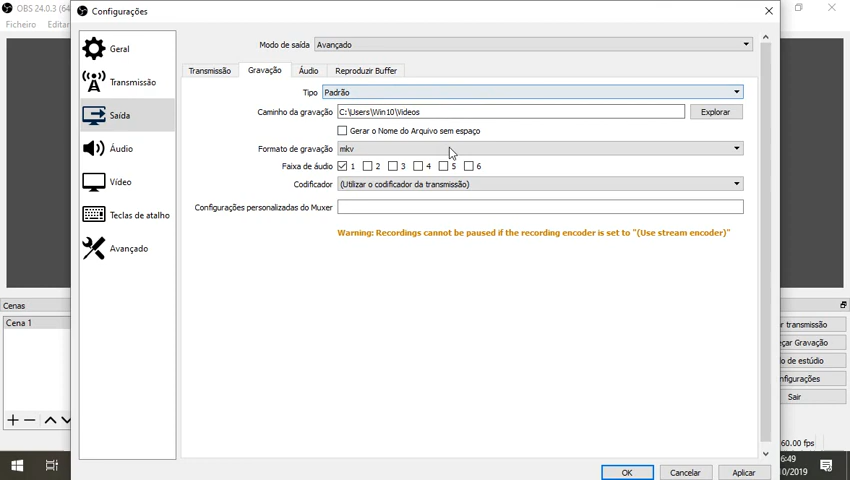 OBS 24.0.3 (64
Configurações
Ficheiro Editar
Geral
Transmissão
Saída
Áudio
Vídeo
Teclas de atalho
Avançado
Modo de saída Avançado
Transmissão Gravação Áudio Reproduzir Buffer
Tipo Padrão
Caminho da gravação C:\Users\Win10\Videos Explorar
Gerar o Nome do Arquivo sem espaço
Formato de gravação mkv
Faixa de áudio 1 2 3 4 5 6
Codificador (Utilizar o codificador da transmissão)
Configurações personalizadas do Muxer
Warning: Recordings cannot be paused if the recording encoder is set to "(Use stream encoder)"
Cenas
Cena 1
r transmissão
eçar Gravação
o de estúdio
nfigurações
Sair
60.00 fps
OK Cancelar Aplicar
6:49
/10/2019